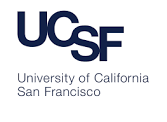 UCSF
University of California
San Francisco